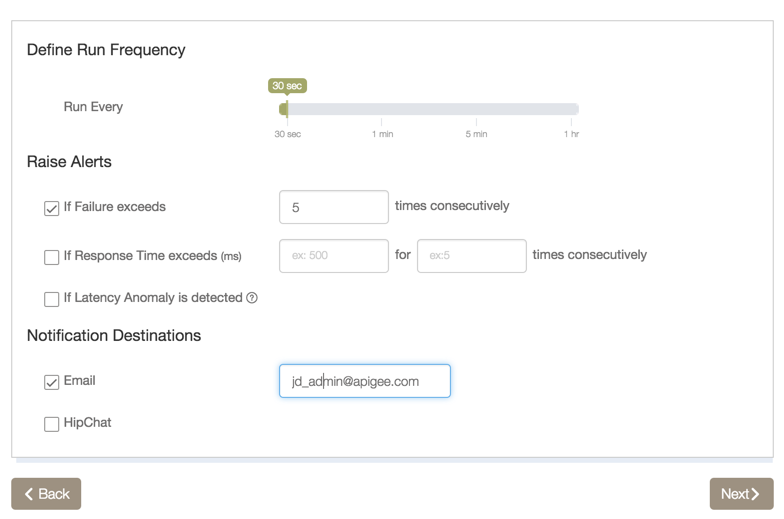 Define Run Frequency
30 sec
Run Every
30 sec 1 min 5 min 1 hr
Raise Alerts
If Failure exceeds 5 times consecutively
If Response Time exceeds (ms) ex: 500 for ex:5 times consecutively
If Latency Anomaly is detected ?
Notification Destinations
Email jd_admin@apigee.com
HipChat
Back Next